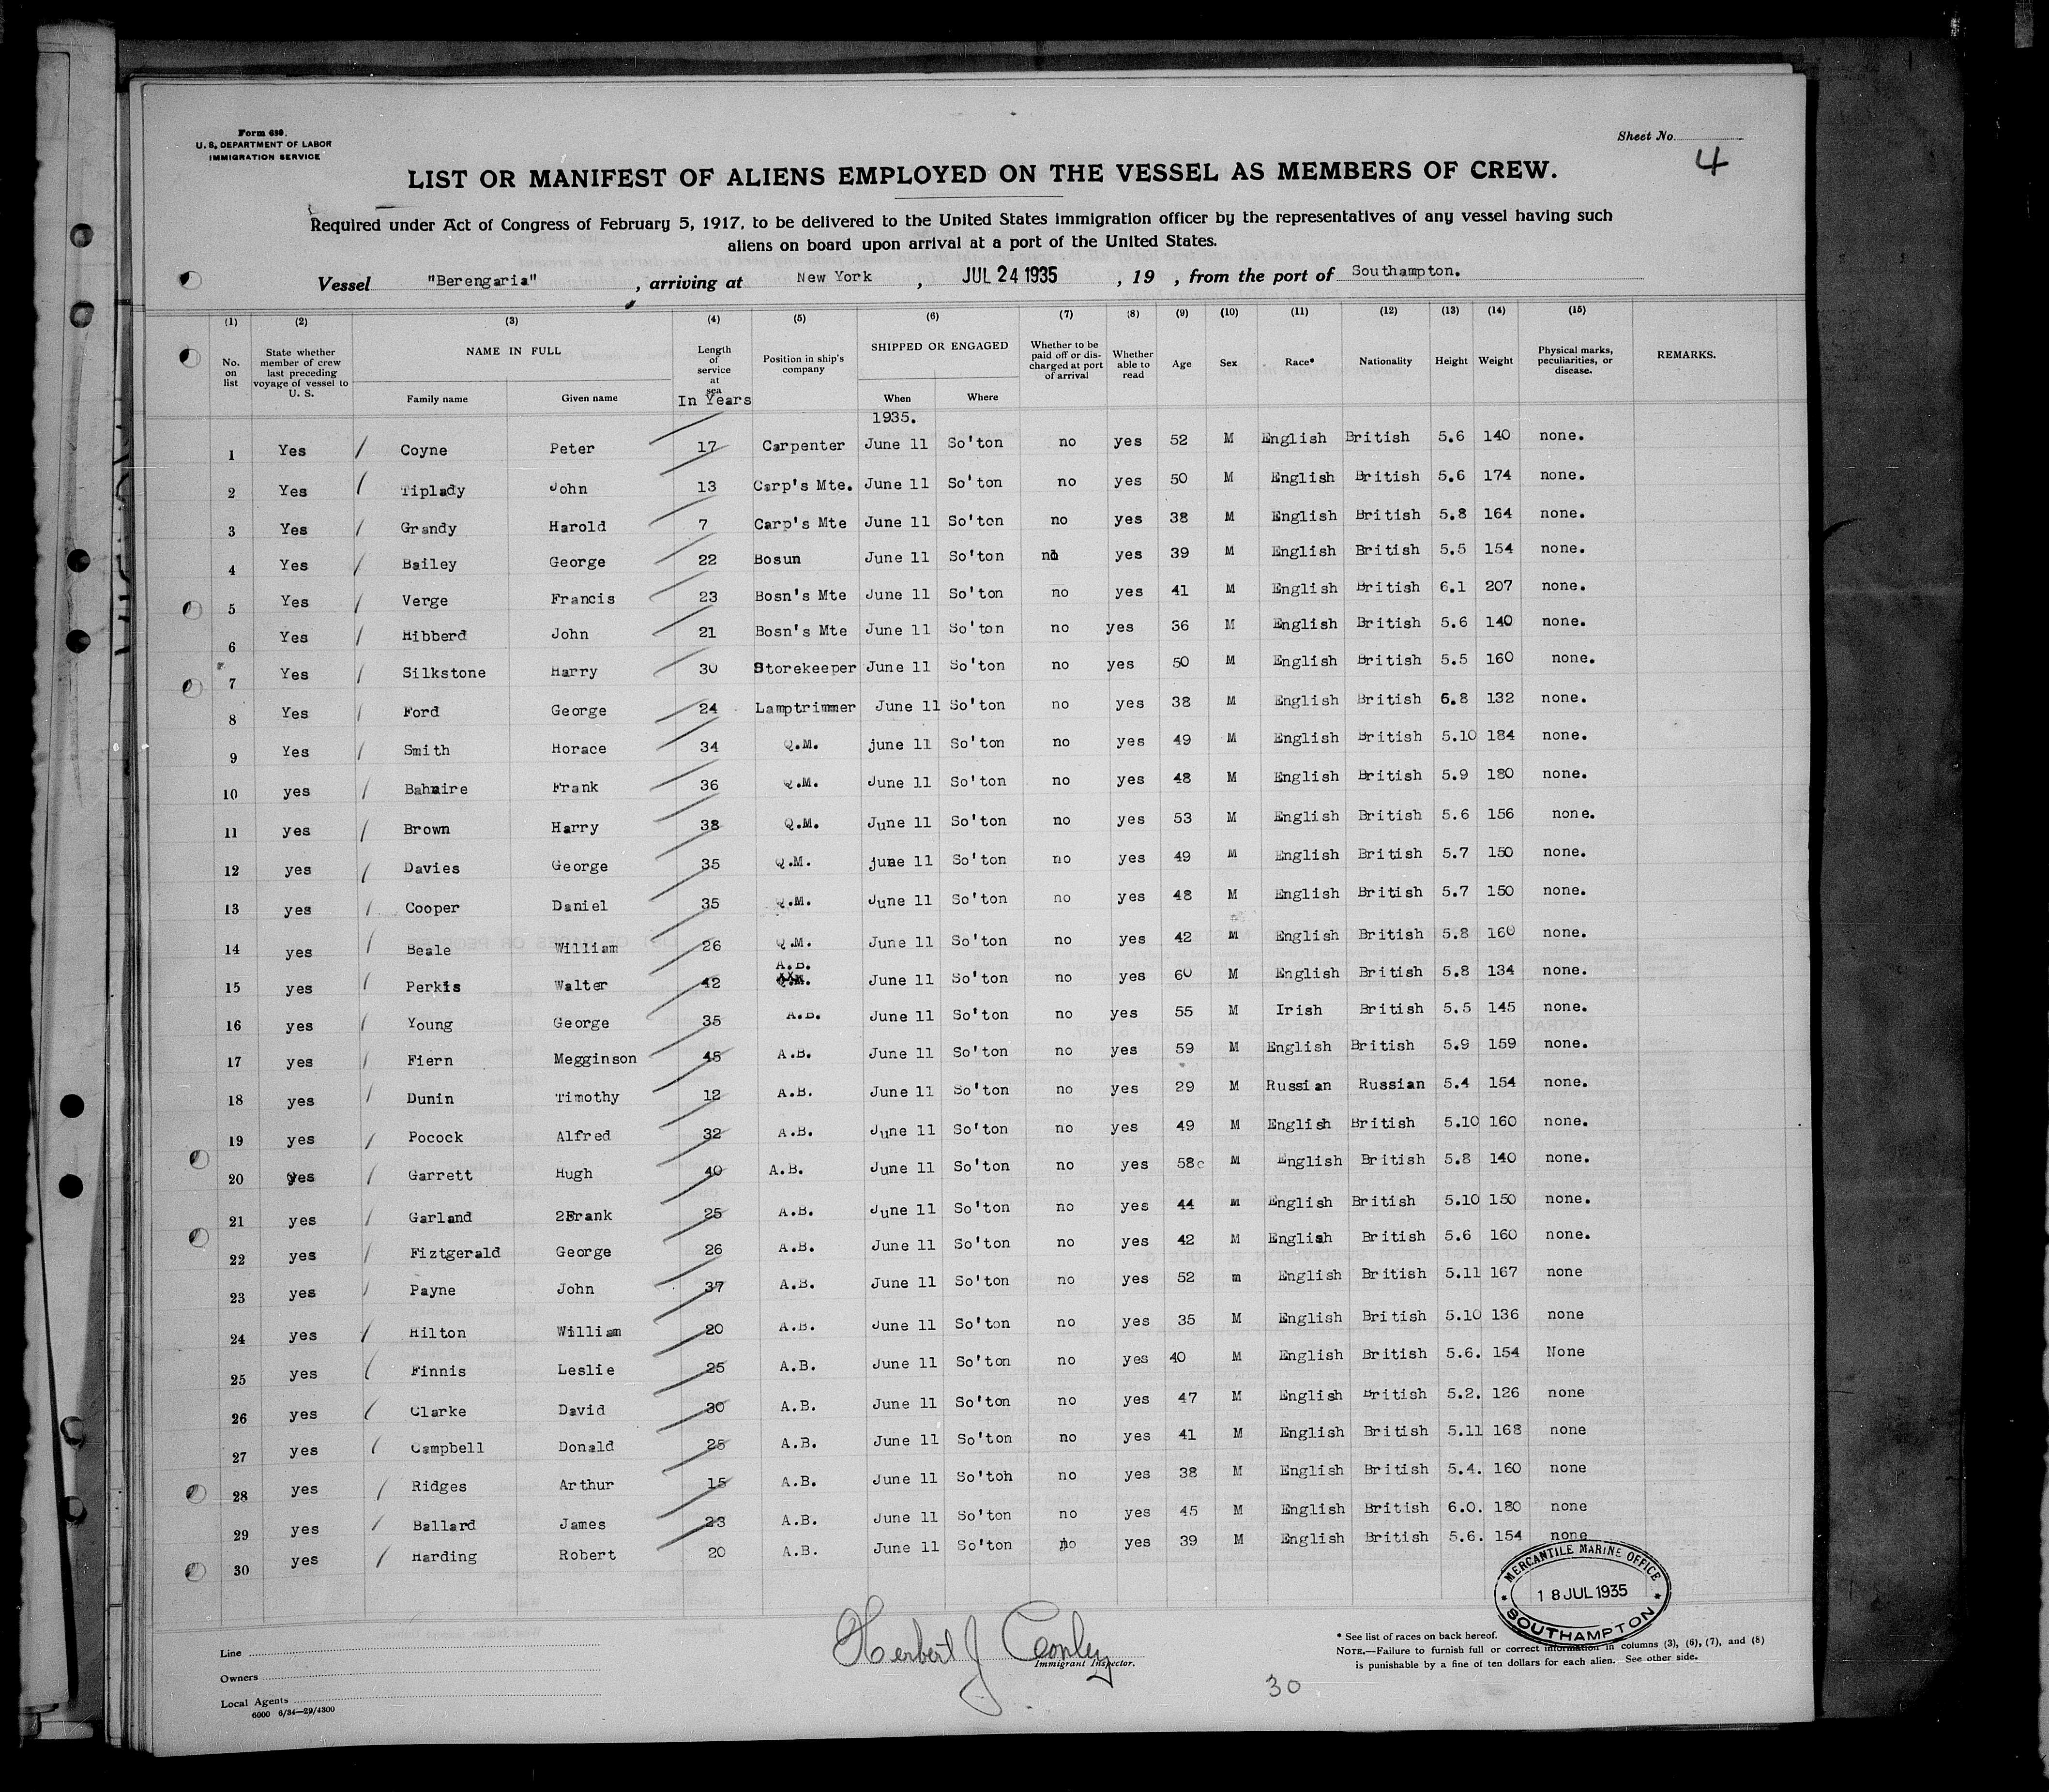 Form 630.
U. S. DEPARTMENT OF LABOR
IMMIGRATION SERVICE
Sheet No.
4
LIST OR MANIFEST OF ALIENS EMPLOYED ON THE VESSEL AS MEMBERS OF CREW.
Required under Act of Congress of February 5, 1917, to be delivered to the United States immigration officer by the representatives of any vessel having such
aliens on board upon arrival at a port of the United States.
Vessel "Berengaria" , arriving at New York , JUL 24 1935 , 19 , from the port of Southampton.
(1) (2) (3) (4) (5) (6) (7) (8) (9) (10) (11) (12) (13) (14) (15)
No. on list State whether member of crew last preceding voyage of vessel to U. S. NAME IN FULL Family name Given name Length of service at sea In Years Position in ship's company SHIPPED OR ENGAGED When Where Whether to be paid off or discharged at port of arrival Whether able to read Age Sex Race* Nationality Height Weight Physical marks, peculiarities, or disease. REMARKS.
1935.
1 Yes Coyne Peter 17 Carpenter June 11 So'ton no yes 52 M English British 5.6 140 none.
2 Yes Tiplady John 13 Carp's Mte. June 11 So'ton no yes 50 M English British 5.6 174 none.
3 Yes Grandy Harold 7 Carp's Mte June 11 So'ton no yes 38 M English British 5.8 164 none.
4 Yes Bailey George 22 Bosun June 11 So'ton no yes 39 M English British 5.5 154 none.
5 Yes Verge Francis 23 Bosn's Mte June 11 So'ton no yes 41 M English British 6.1 207 none.
6 Yes Hibberd John 21 Bosn's Mte June 11 So'ton no yes 36 M English British 5.6 140 none.
7 Yes Silkstone Harry 30 Storekeeper June 11 So'ton no yes 50 M English British 5.5 160 none.
8 Yes Ford George 24 Lamptrimmer June 11 So'ton no yes 38 M English British 5.8 132 none.
9 Yes Smith Horace 34 Q.M. june 11 So'ton no yes 49 M English British 5.10 184 none.
10 yes Frank 36 Q.M. June 11 So'ton no yes 48 M English British 5.9 180 none.
11 yes Brown Harry 38 Q.M. June 11 So'ton no yes 53 M English British 5.6 156 none.
12 yes Davies George 35 Q.M. june 11 So'ton no yes 49 M English British 5.7 150 none.
13 yes Cooper Daniel 35 Q.M. June 11 So'ton no yes 48 M English British 5.7 150 none.
14 yes Beale William 26 Q.M. June 11 So'ton no yes 42 M English British 5.8 160 none.
15 yes Perkis Walter 42 A.B. June 11 So'ton no yes 60 M English British 5.8 134 none.
16 yes Young George 35 A.B. June 11 So'ton no yes 55 M Irish British 5.5 145 none.
17 yes Fiern Megginson 45 A.B. June 11 So'ton no yes 59 M English British 5.9 159 none.
18 yes Dunin Timothy 12 A.B. June 11 So'ton no yes 29 M Russian Russian 5.4 154 none.
19 yes Pocock Alfred 32 A.B. June 11 So'ton no yes 49 M English British 5.10 160 none.
20 yes Garrett Hugh 40 A.B. June 11 So'ton no yes 58c M English British 5.8 140 none.
21 yes Garland 2Frank 25 A.B. June 11 So'ton no yes 44 m English British 5.10 150 none.
22 yes Fiztgerald George 26 A.B. June 11 So'ton no yes 42 M English British 5.6 160 none.
23 yes Payne John 37 A.B. June 11 So'ton no yes 52 m English British 5.11 167 none
24 yes Hilton William 20 A.B. June 11 So'ton no yes 35 M English British 5.10 136 none
25 yes Finnis Leslie 25 A.B. June 11 So'ton no yes 40 M English British 5.6. 154 None
26 yes Clarke David 30 A.B. June 11 So'ton no yes 47 M English British 5.2. 126 none
27 yes Campbell Donald 25 A.B. June 11 So'ton no yes 41 M English British 5.11 168 none
28 yes Ridges Arthur 15 A.B. June 11 So'ton no yes 38 M English British 5.4. 160 none
29 yes Ballard James 23 A.B. June 11 So'ton no yes 45 M English British 6.0. 180 none
30 yes Harding Robert 20 A.B. June 11 So'ton no yes 39 M English British 5.6. 154 none
MERCANTILE MARINE OFFICE
18 JUL 1935
SOUTHAMPTON
Line
Owners
Local Agents
6000 6/34—29/4300
Herbert J Conley
Immigrant Inspector.
* See list of races on back hereof.
NOTE.—Failure to furnish full or correct information in columns (3), (6), (7), and (8)
is punishable by a fine of ten dollars for each alien. See other side.
30